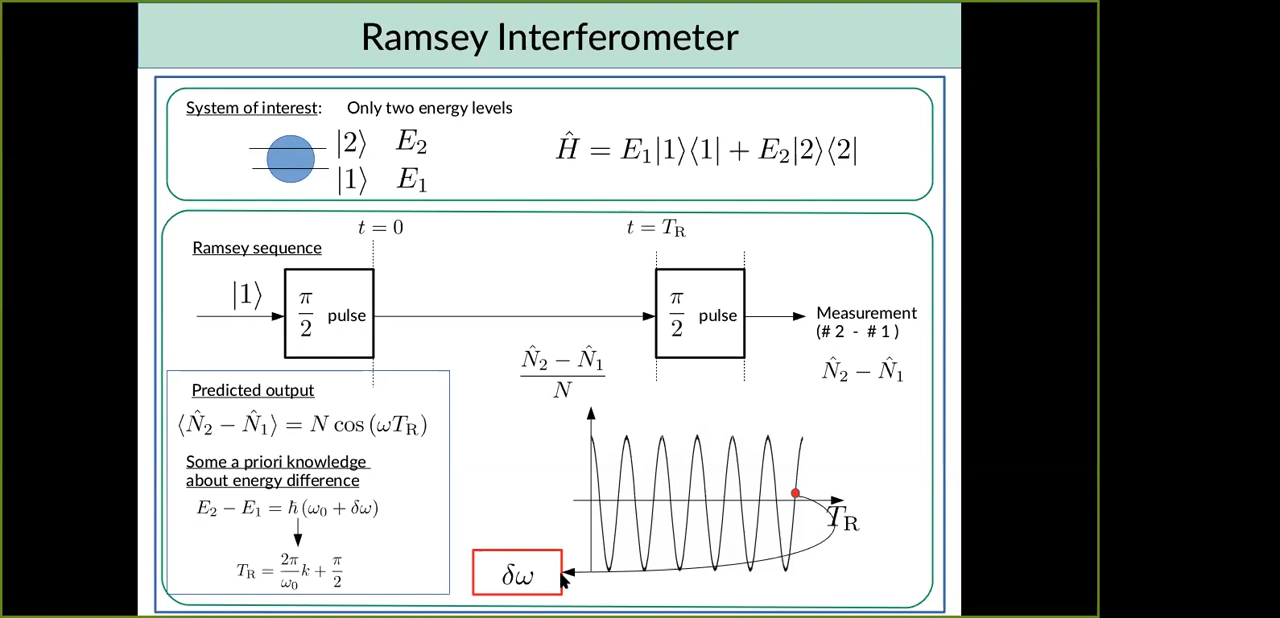 Ramsey Interferometer
System of interest: Only two energy levels
|2⟩ E₂
|1⟩ E₁
Ĥ = E₁|1⟩⟨1| + E₂|2⟩⟨2|
t = 0
t = T_R
Ramsey sequence
|1⟩
π/2 pulse
π/2 pulse
Measurement
(# 2 - # 1 )
N̂₂ − N̂₁
(N̂₂ − N̂₁)/N
T_R
δω
Predicted output
⟨N̂₂ − N̂₁⟩ = N cos (ωT_R)
Some a priori knowledge
about energy difference
E₂ − E₁ = ħ (ω₀ + δω)
T_R = 2π/ω₀ k + π/2